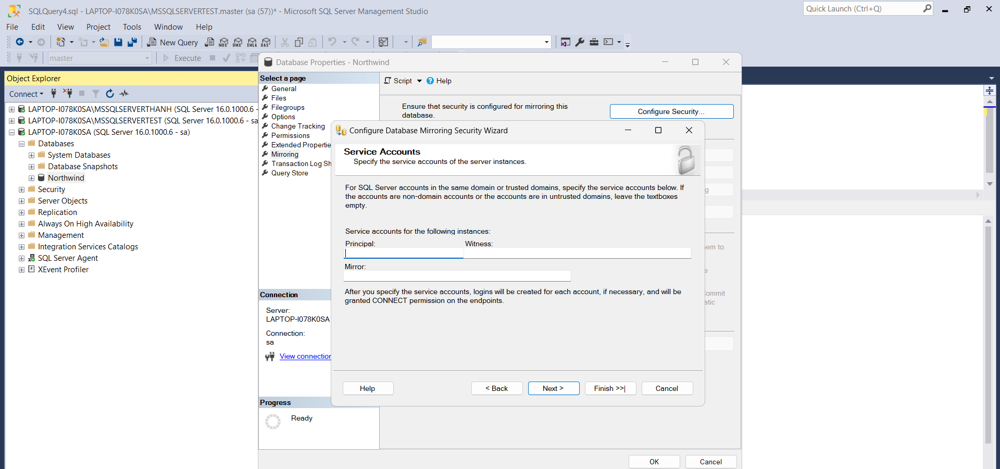 SQLQuery4.sql - LAPTOP-I078K0SA\MSSQLSERVERTEST.master (sa (57))* - Microsoft SQL Server Management Studio
Quick Launch (Ctrl+Q)
File Edit View Project Tools Window Help
New Query MDX DMX XMLA DAX
master Execute
Object Explorer
Connect
LAPTOP-I078K0SA\MSSQLSERVERTHANH (SQL Server 16.0.1000.6 -
LAPTOP-I078K0SA\MSSQLSERVERTEST (SQL Server 16.0.1000.6 - sa
LAPTOP-I078K0SA (SQL Server 16.0.1000.6 - sa)
Databases
System Databases
Database Snapshots
Northwind
Security
Server Objects
Replication
Always On High Availability
Management
Integration Services Catalogs
SQL Server Agent
XEvent Profiler
Database Properties - Northwind
Select a page
General
Files
Filegroups
Options
Change Tracking
Permissions
Extended Propertie
Mirroring
Transaction Log Sh
Query Store
Connection
Server:
LAPTOP-I078K0SA
Connection:
sa
View connection
Progress
Ready
Script Help
Ensure that security is configured for mirroring this
database.
Configure Security...
g
em to
e
Commit
atic
OK Cancel
Configure Database Mirroring Security Wizard
Service Accounts
Specify the service accounts of the server instances.
For SQL Server accounts in the same domain or trusted domains, specify the service accounts below. If
the accounts are non-domain accounts or the accounts are in untrusted domains, leave the textboxes
empty.
Service accounts for the following instances:
Principal: Witness:
Mirror:
After you specify the service accounts, logins will be created for each account, if necessary, and will be
granted CONNECT permission on the endpoints.
Help < Back Next > Finish >>| Cancel